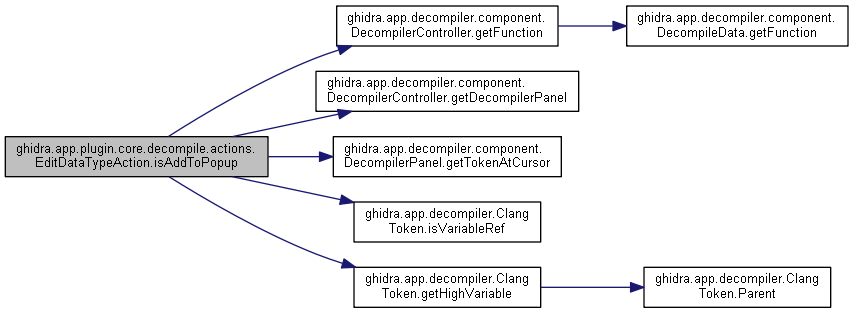 ghidra.app.plugin.core.decompile.actions.
EditDataTypeAction.isAddToPopup
ghidra.app.decompiler.component.
DecompilerController.getFunction
ghidra.app.decompiler.component.
DecompileData.getFunction
ghidra.app.decompiler.component.
DecompilerController.getDecompilerPanel
ghidra.app.decompiler.component.
DecompilerPanel.getTokenAtCursor
ghidra.app.decompiler.Clang
Token.isVariableRef
ghidra.app.decompiler.Clang
Token.getHighVariable
ghidra.app.decompiler.Clang
Token.Parent